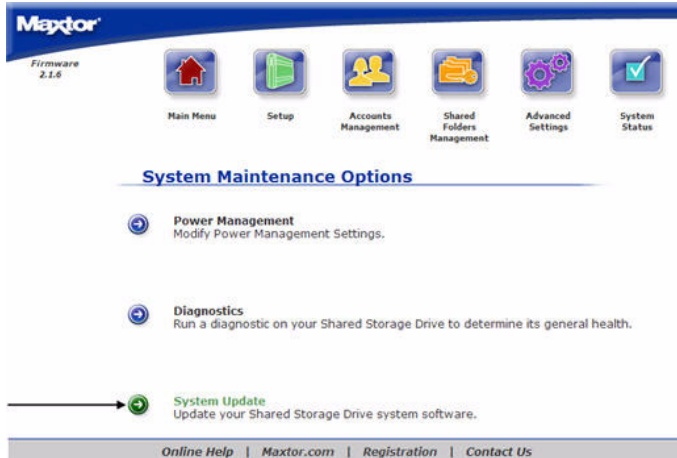 Maxtor
Firmware
2.1.6
Main Menu
Setup
Accounts
Management
Shared
Folders
Management
Advanced
Settings
System
Status
System Maintenance Options
Power Management
Modify Power Management Settings.
Diagnostics
Run a diagnostic on your Shared Storage Drive to determine its general health.
System Update
Update your Shared Storage Drive system software.
Online Help | Maxtor.com | Registration | Contact Us